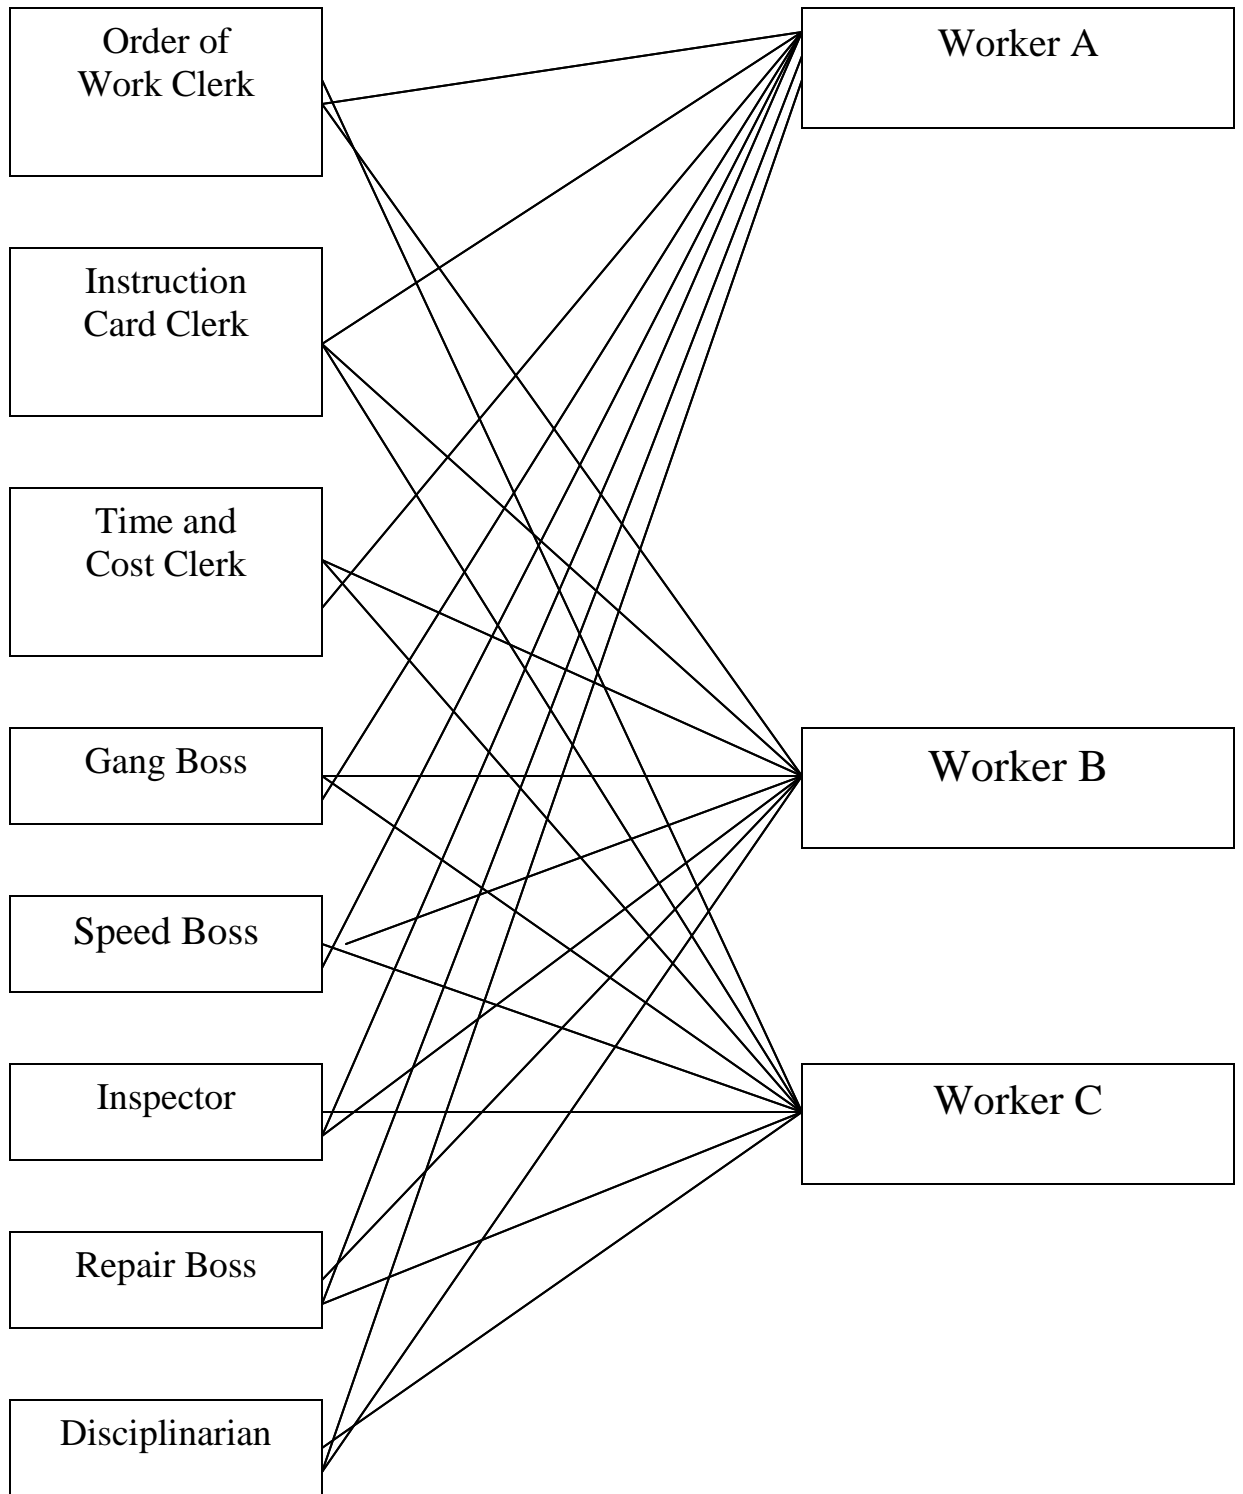 Order of
Work Clerk
Worker A
Instruction
Card Clerk
Time and
Cost Clerk
Gang Boss
Worker B
Speed Boss
Inspector
Worker C
Repair Boss
Disciplinarian